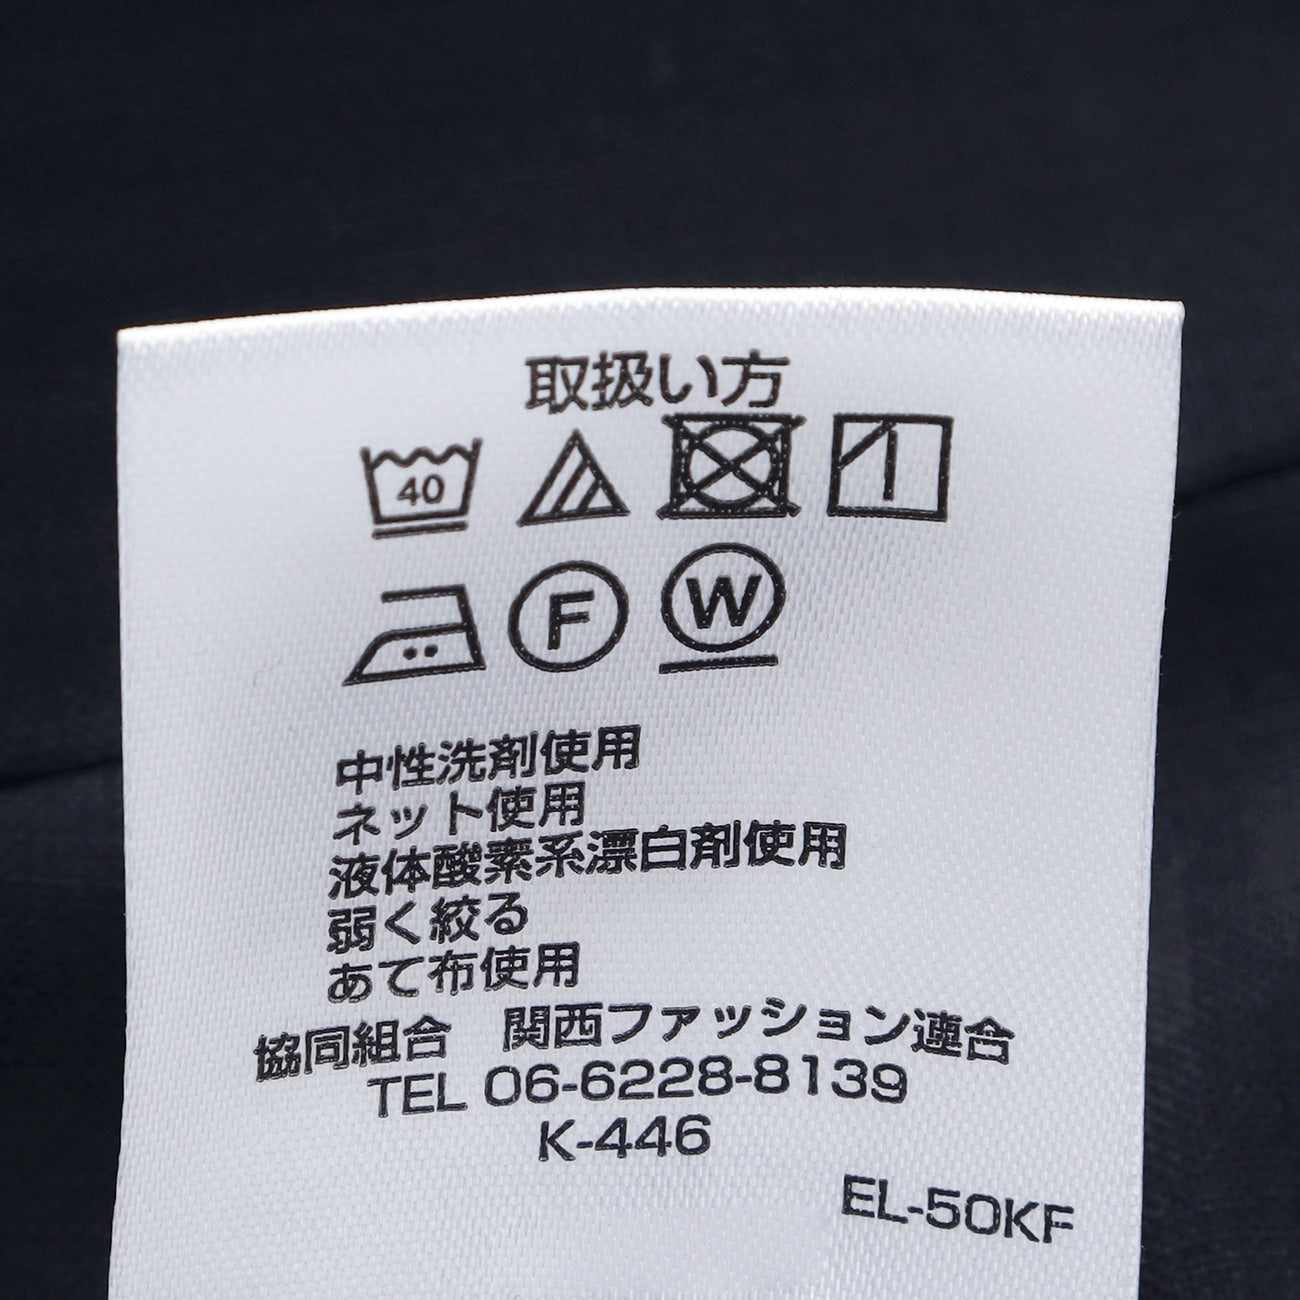 取扱い方
40
F W
中性洗剤使用
ネット使用
液体酸素系漂白剤使用
弱く絞る
あて布使用
協同組合　関西ファッション連合
TEL 06-6228-8139
K-446
EL-50KF